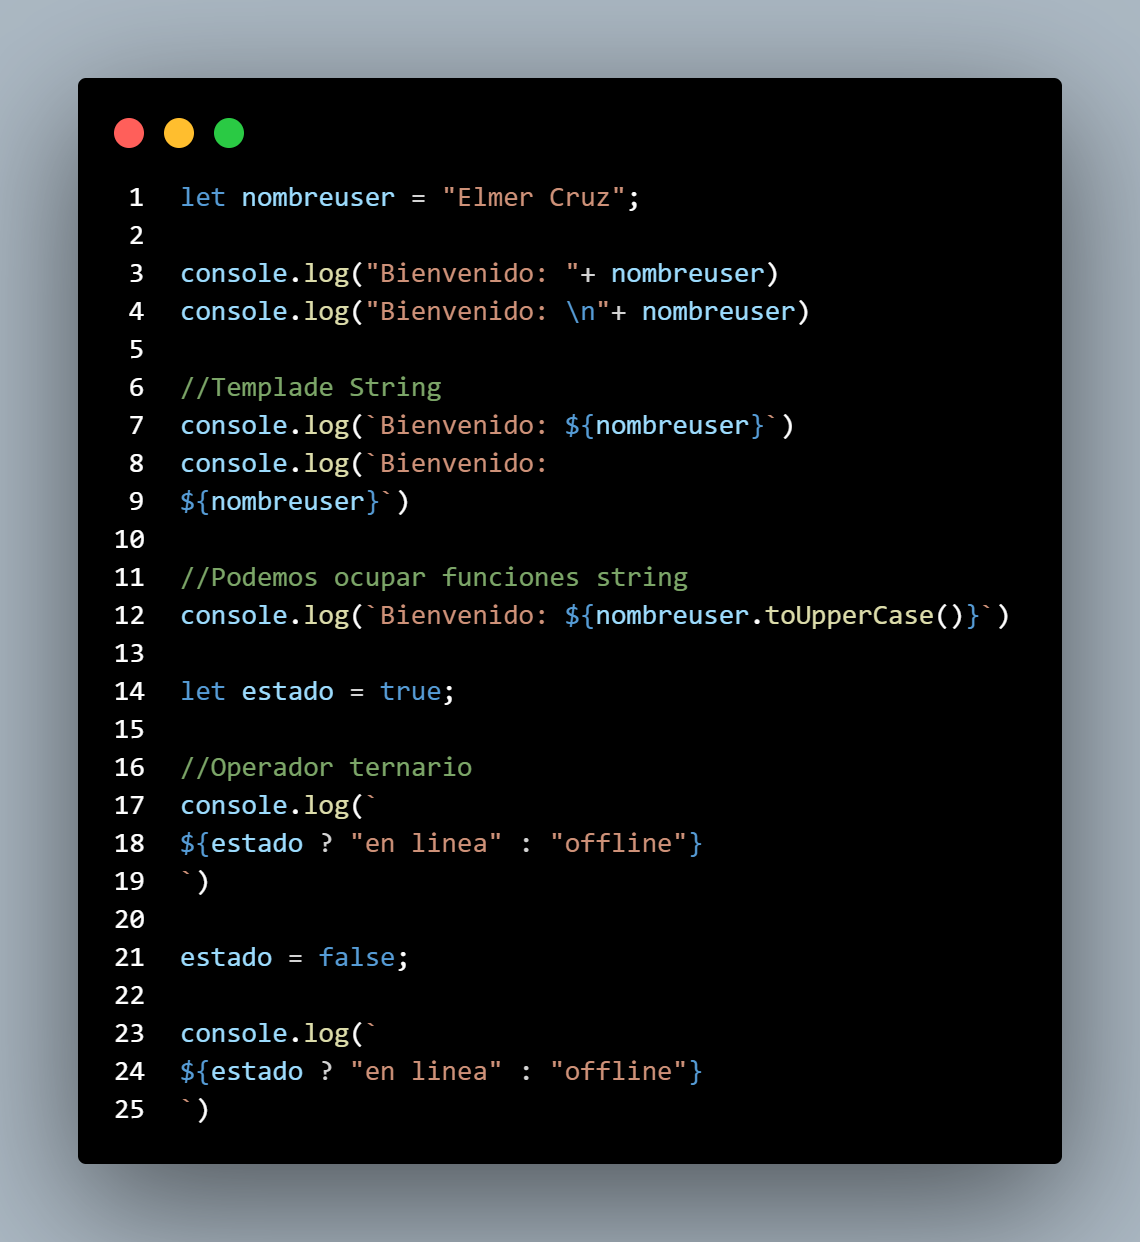 1 let nombreuser = "Elmer Cruz";
2
3 console.log("Bienvenido: "+ nombreuser)
4 console.log("Bienvenido: \n"+ nombreuser)
5
6 //Templade String
7 console.log(`Bienvenido: ${nombreuser}`)
8 console.log(`Bienvenido:
9 ${nombreuser}`)
10
11 //Podemos ocupar funciones string
12 console.log(`Bienvenido: ${nombreuser.toUpperCase()}`)
13
14 let estado = true;
15
16 //Operador ternario
17 console.log(`
18 ${estado ? "en linea" : "offline"}
19 `)
20
21 estado = false;
22
23 console.log(`
24 ${estado ? "en linea" : "offline"}
25 `)